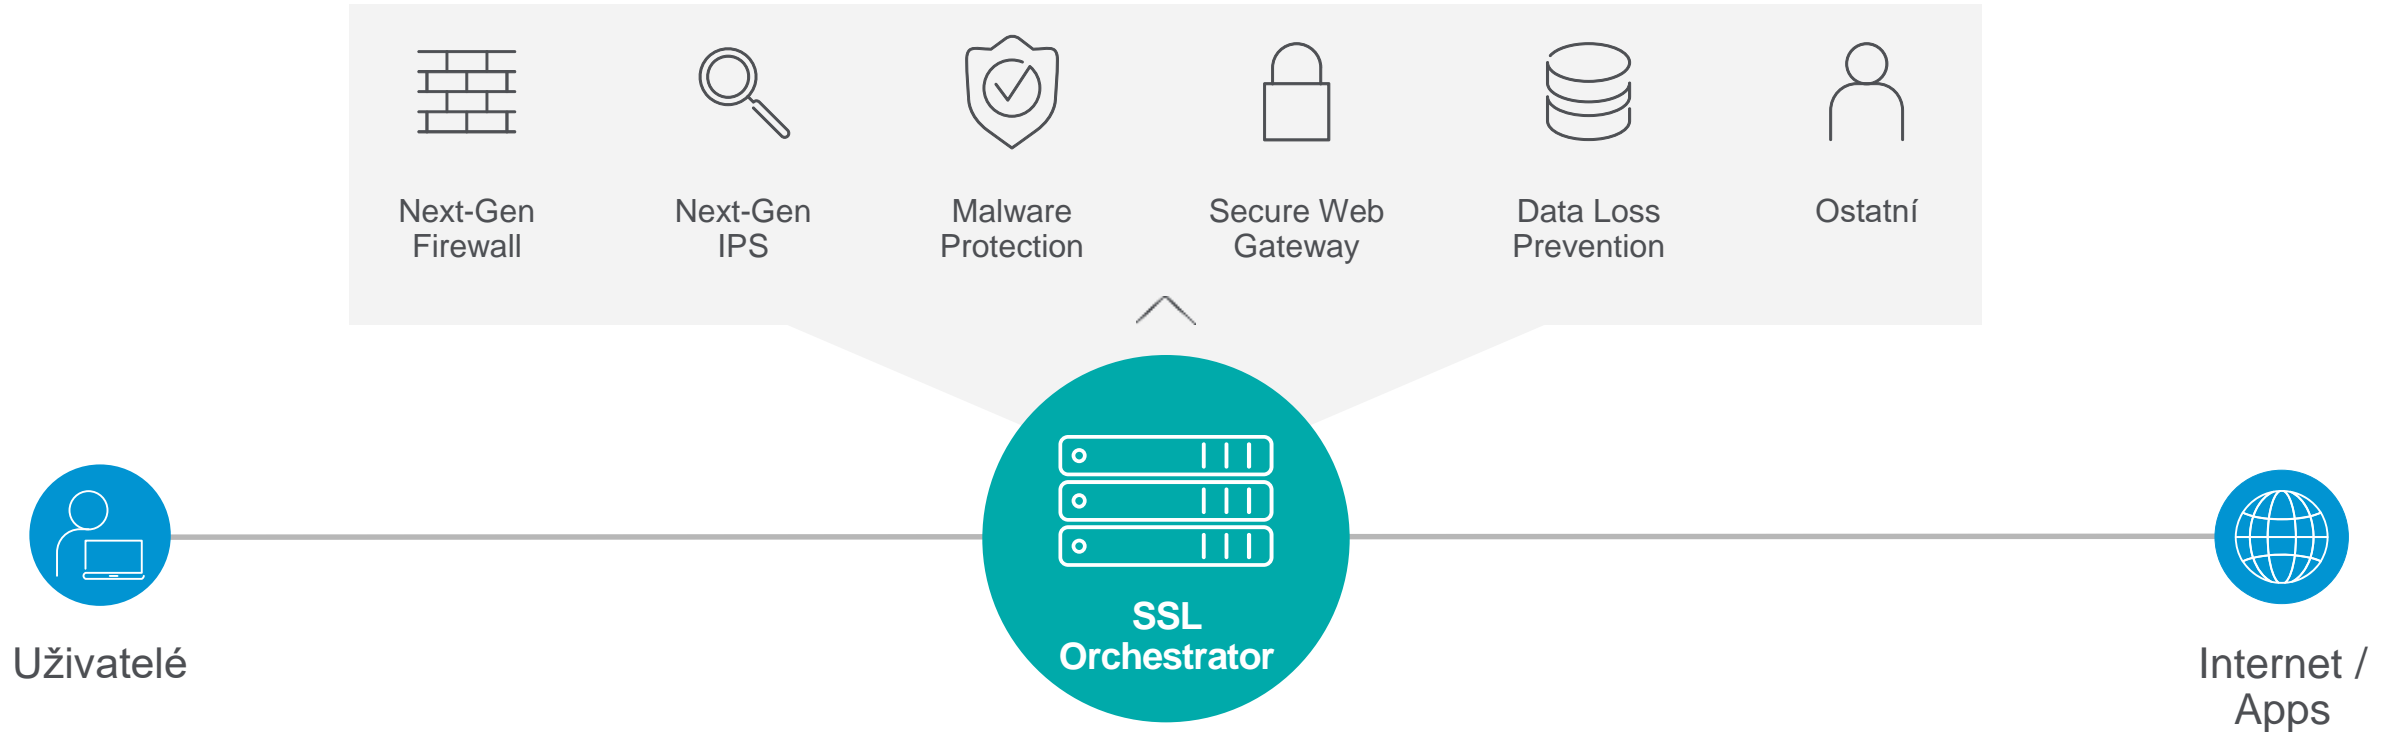 Next-Gen
Firewall
Next-Gen
IPS
Malware
Protection
Secure Web
Gateway
Data Loss
Prevention
Ostatní
SSL
Orchestrator
Uživatelé
Internet /
Apps